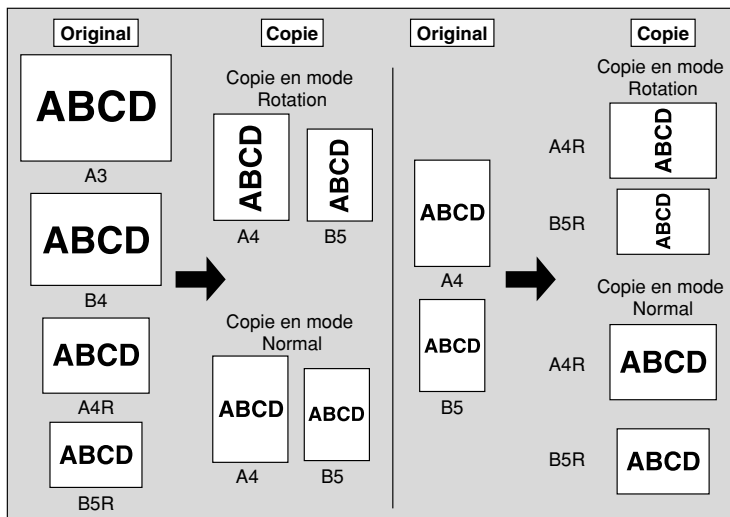 Original
ABCD
A3
ABCD
B4
ABCD
A4R
ABCD
B5R
Copie
Copie en mode
Rotation
ABCD
A4
ABCD
B5
Copie en mode
Normal
ABCD
A4
ABCD
B5
Original
ABCD
A4
ABCD
B5
Copie
Copie en mode
Rotation
A4R
ABCD
B5R
ABCD
Copie en mode
Normal
A4R
ABCD
B5R
ABCD